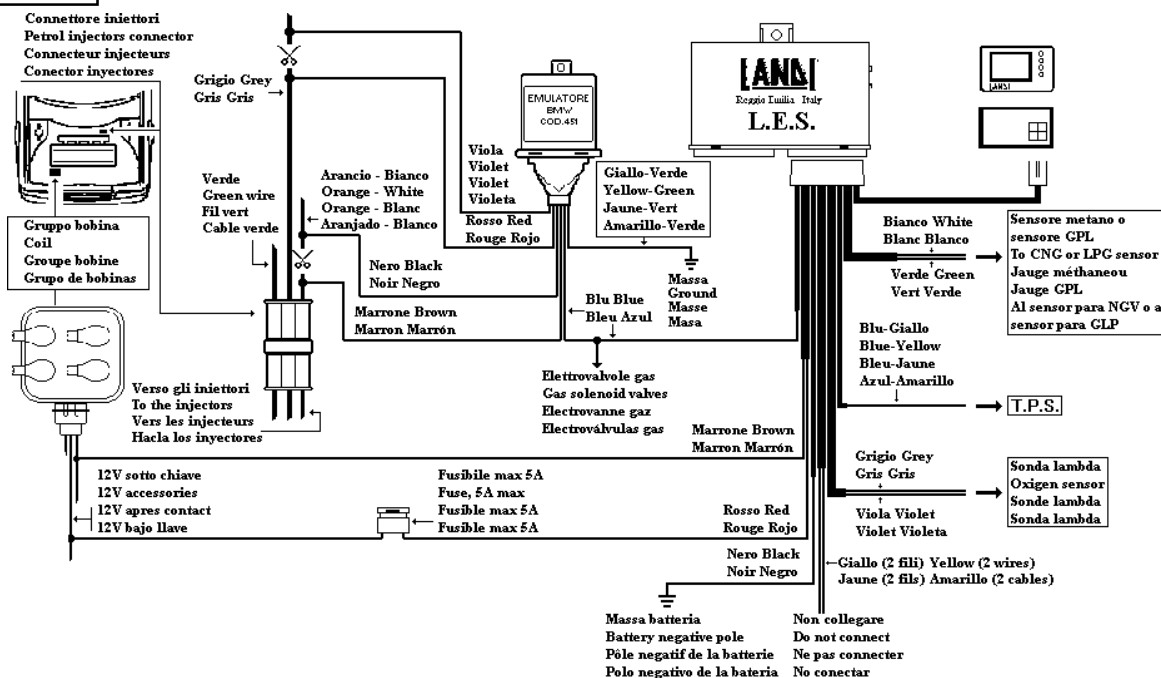 Connettore iniettori
Petrol injectors connector
Connecteur injecteurs
Conector inyectores
Grigio Grey
Gris Gris
EMULATORE
BMW
COD.451
LANDI
Reggio Emilia - Italy
L.E.S.
LANDI
Viola
Violet
Violet
Violeta
Rosso Red
Rouge Rojo
Giallo-Verde
Yellow-Green
Jaune-Vert
Amarillo-Verde
Verde
Green wire
Fil vert
Cable verde
Arancio - Bianco
Orange - White
Orange - Blanc
Aranjado - Blanco
Gruppo bobina
Coil
Groupe bobine
Grupo de bobinas
Nero Black
Noir Negro
Massa
Ground
Masse
Masa
Bianco White
Blanc Blanco
Verde Green
Vert Verde
Sensore metano o
sensore GPL
To CNG or LPG sensor
Jauge méthaneou
Jauge GPL
Al sensor para NGV o a
sensor para GLP
Marrone Brown
Marron Marrón
Blu Blue
Bleu Azul
Blu-Giallo
Blue-Yellow
Bleu-Jaune
Azul-Amarillo
T.P.S.
Elettrovalvole gas
Gas solenoid valves
Electrovanne gaz
Electroválvulas gas
Verso gli iniettori
To the injectors
Vers les injecteurs
Hacla los inyectores
Marrone Brown
Marron Marrón
12V sotto chiave
12V accessories
12V apres contact
12V bajo llave
Fusibile max 5A
Fuse, 5A max
Fusible max 5A
Fusible max 5A
Rosso Red
Rouge Rojo
Grigio Grey
Gris Gris
Viola Violet
Violet Violeta
Sonda lambda
Oxigen sensor
Sonde lambda
Sonda lambda
Nero Black
Noir Negro
Giallo (2 fili) Yellow (2 wires)
Jaune (2 fils) Amarillo (2 cables)
Massa batteria
Battery negative pole
Pôle negatif de la batterie
Polo negativo de la bateria
Non collegare
Do not connect
Ne pas connecter
No conectar